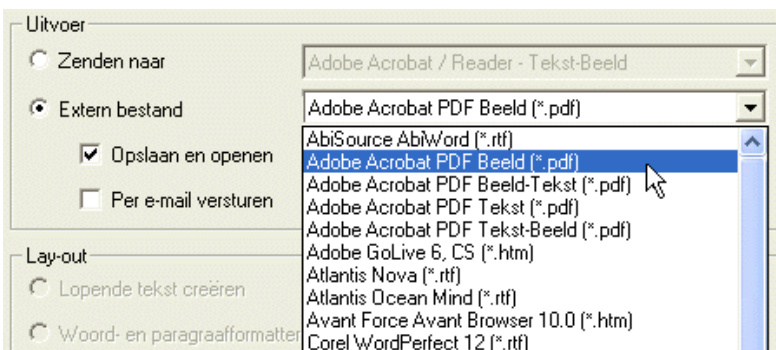 Uitvoer
Zenden naar
Adobe Acrobat / Reader - Tekst-Beeld
Extern bestand
Adobe Acrobat PDF Beeld (*.pdf)
Opslaan en openen
Per e-mail versturen
AbiSource AbiWord (*.rtf)
Adobe Acrobat PDF Beeld (*.pdf)
Adobe Acrobat PDF Beeld-Tekst (*.pdf)
Adobe Acrobat PDF Tekst (*.pdf)
Adobe Acrobat PDF Tekst-Beeld (*.pdf)
Adobe GoLive 6, CS (*.htm)
Atlantis Nova (*.rtf)
Atlantis Ocean Mind (*.rtf)
Avant Force Avant Browser 10.0 (*.htm)
Corel WordPerfect 12 (*.rtf)
Lay-out
Lopende tekst creëren
Woord- en paragraafformatter